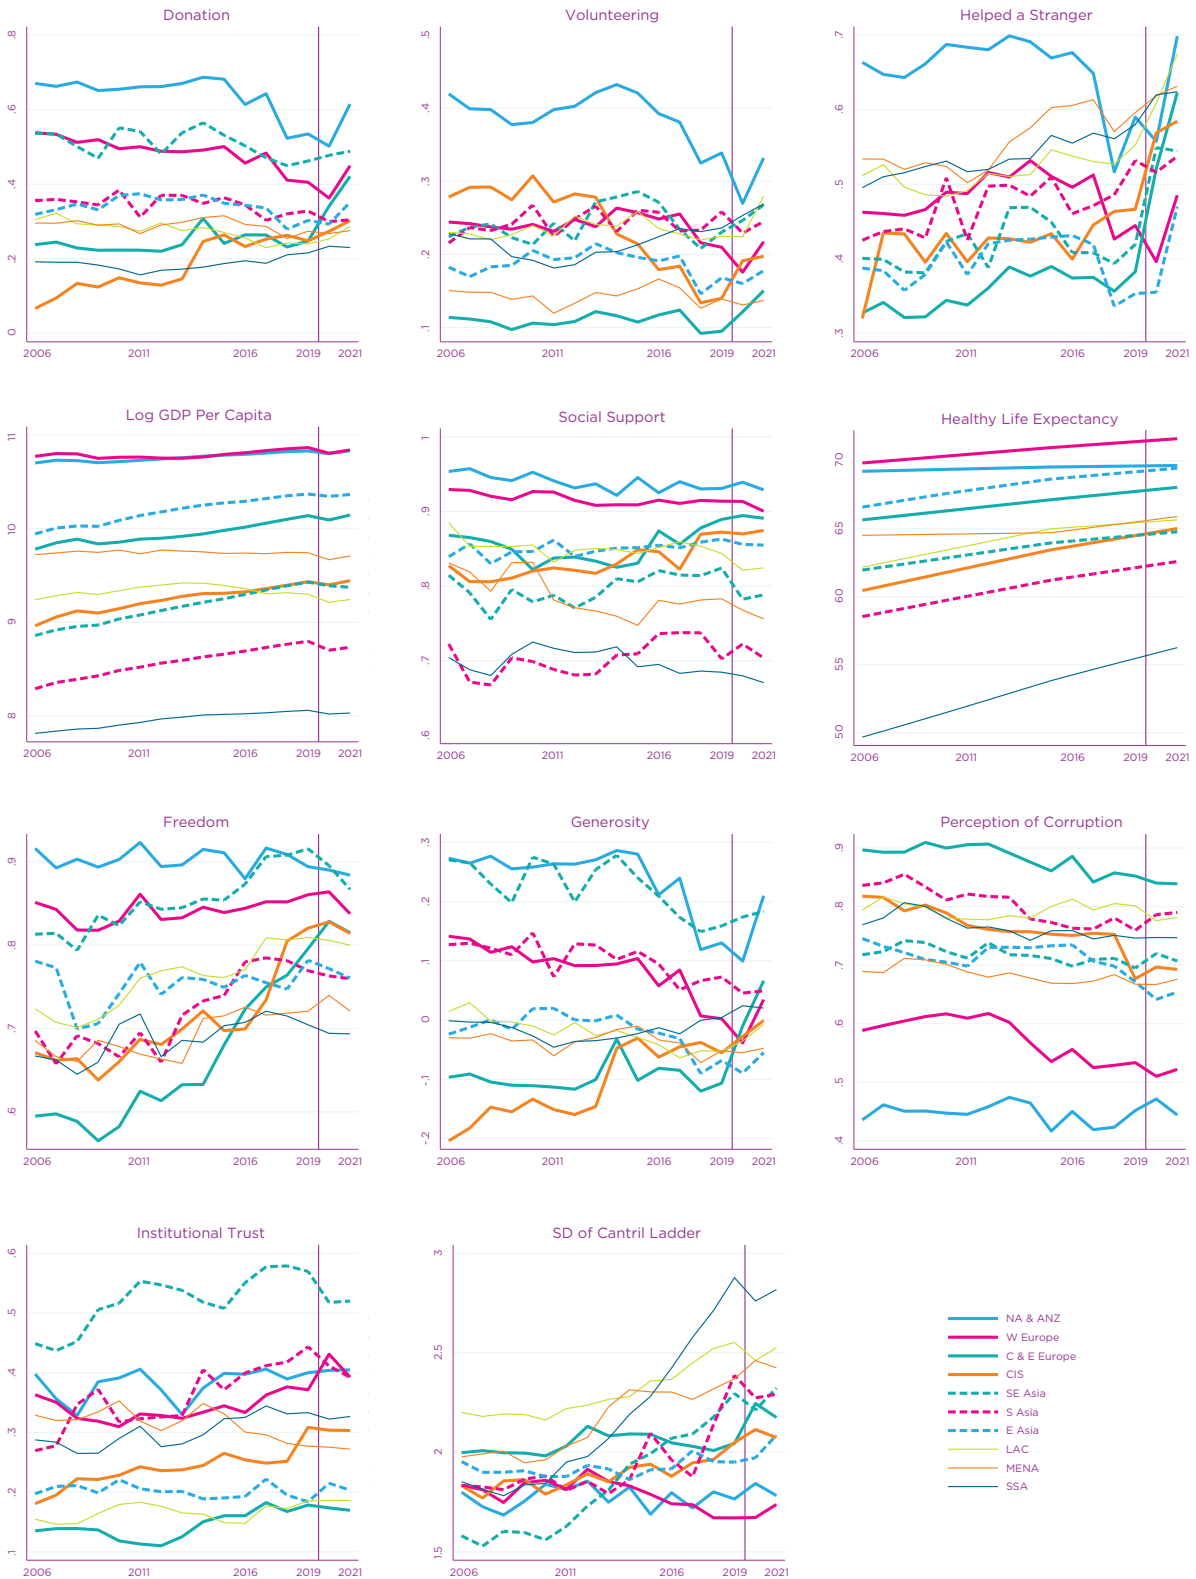 Donation
.8
.6
.4
.2
0
2006 2011 2016 2019 2021
Volunteering
.5
.4
.3
.2
.1
2006 2011 2016 2019 2021
Helped a Stranger
.7
.6
.5
.4
.3
2006 2011 2016 2019 2021
Log GDP Per Capita
11
10
9
8
2006 2011 2016 2019 2021
Social Support
1
.9
.8
.7
.6
2006 2011 2016 2019 2021
Healthy Life Expectancy
70
65
60
55
50
2006 2011 2016 2019 2021
Freedom
.9
.8
.7
.6
2006 2011 2016 2019 2021
Generosity
.3
.2
.1
0
-.1
-.2
2006 2011 2016 2019 2021
Perception of Corruption
.9
.8
.7
.6
.5
.4
2006 2011 2016 2019 2021
Institutional Trust
.6
.5
.4
.3
.2
.1
2006 2011 2016 2019 2021
SD of Cantril Ladder
3
2.5
2
1.5
2006 2011 2016 2019 2021
NA & ANZ
W Europe
C & E Europe
CIS
SE Asia
S Asia
E Asia
LAC
MENA
SSA